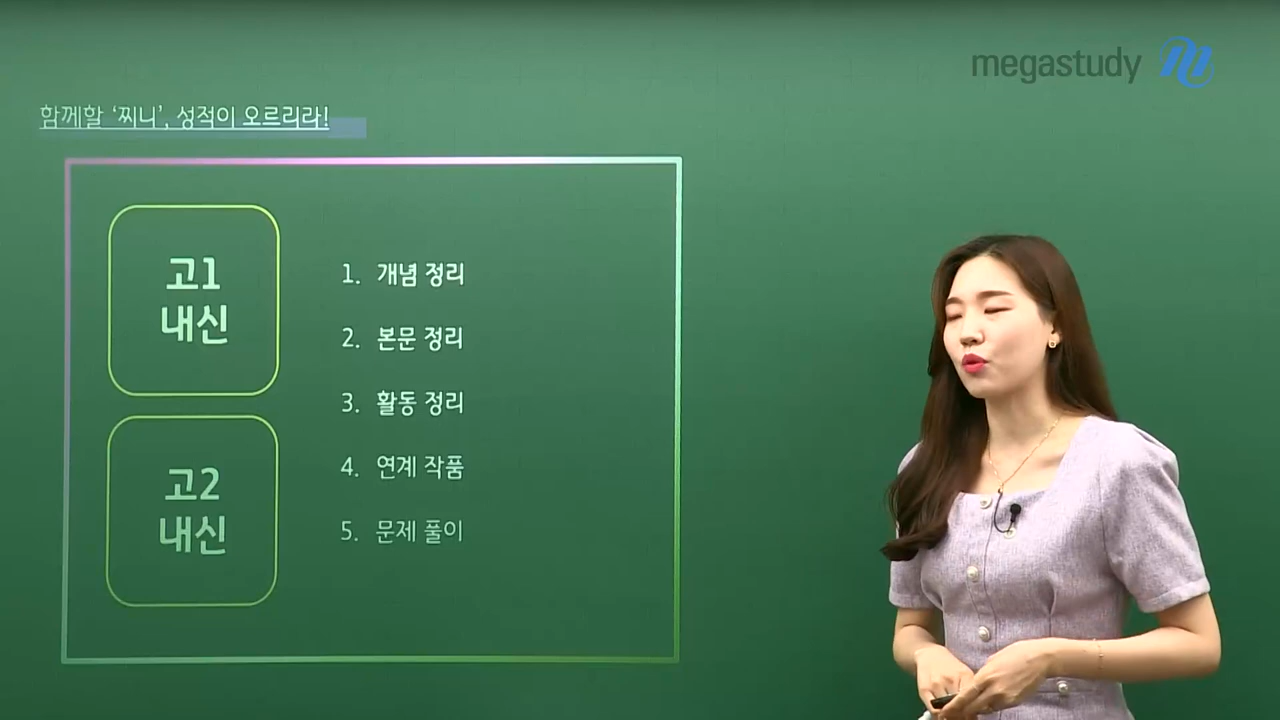 megastudy
함께할 ‘찌니’, 성적이 오르리라!
고1
내신
고2
내신
1. 개념 정리
2. 본문 정리
3. 활동 정리
4. 연계 작품
5. 문제 풀이